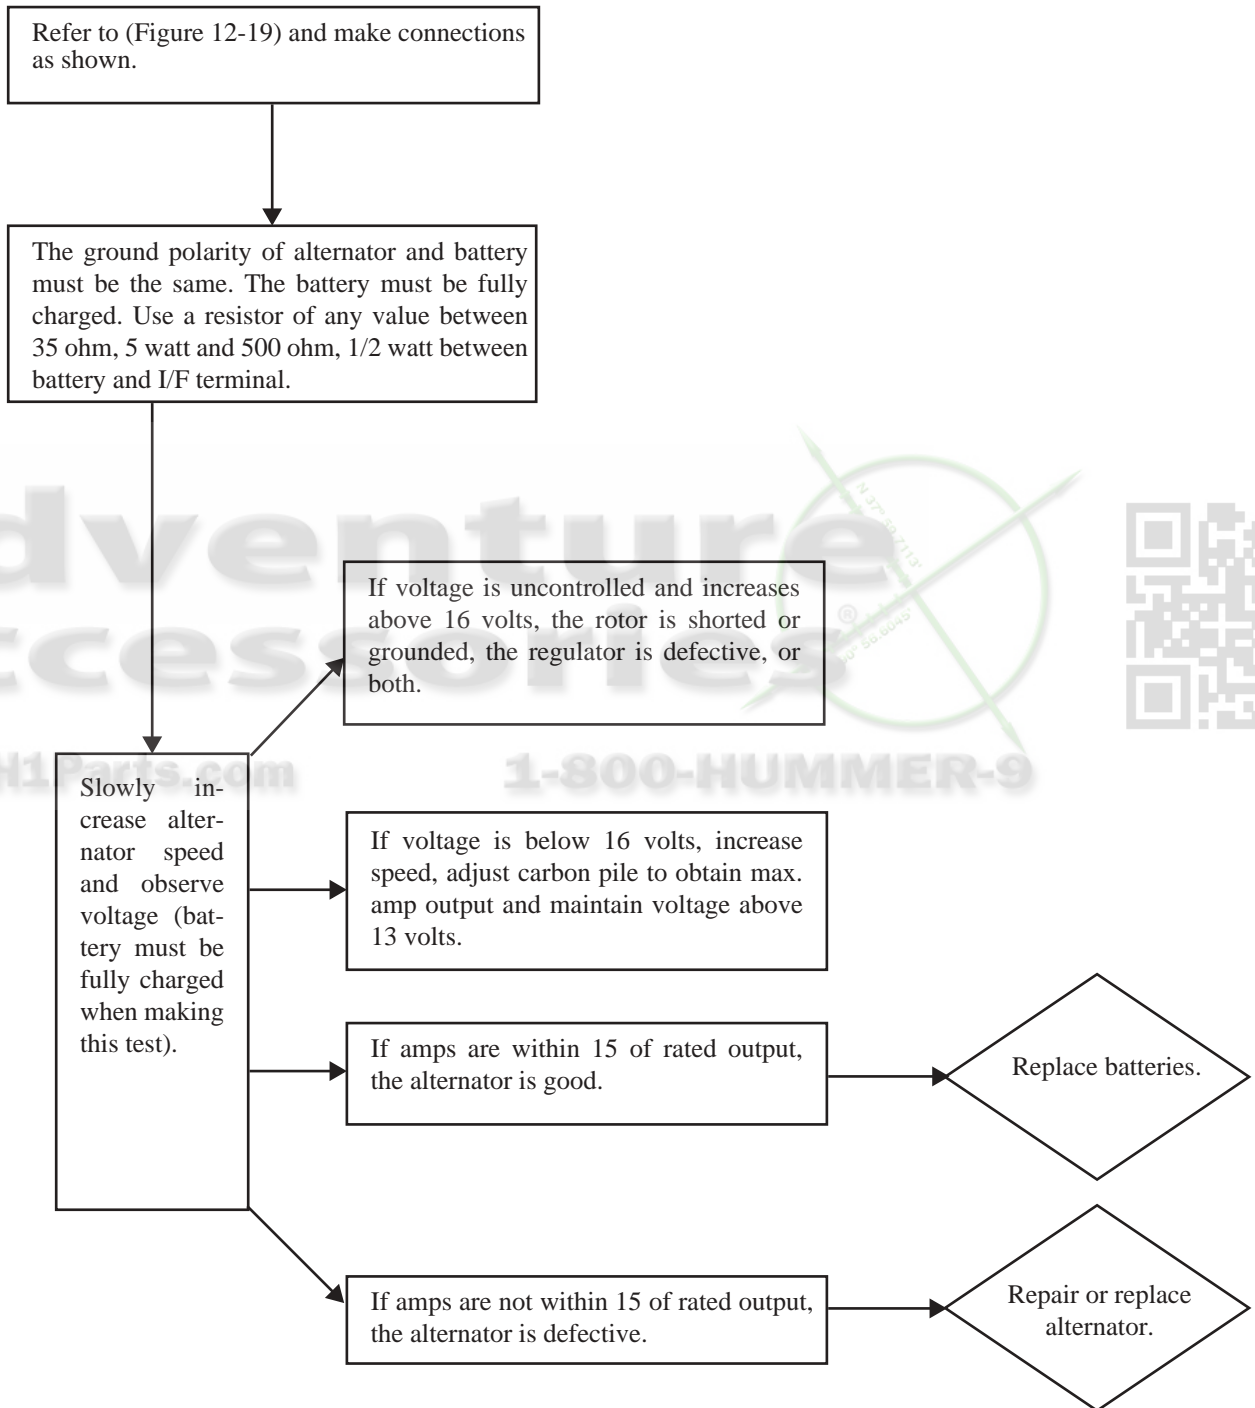 Refer to (Figure 12-19) and make connections
as shown.
The ground polarity of alternator and battery
must be the same. The battery must be fully
charged. Use a resistor of any value between
35 ohm, 5 watt and 500 ohm, 1/2 watt between
battery and I/F terminal.
dventure
N 37° 59.7113'
If voltage is uncontrolled and increases
above 16 volts, the rotor is shorted or
grounded, the regulator is defective, or
both.
ccessories
®
H1Parts.com
1-800-HUMMER-9
Slowly in-
crease alter-
nator speed
and observe
voltage (bat-
tery must be
fully charged
when making
this test).
If voltage is below 16 volts, increase
speed, adjust carbon pile to obtain max.
amp output and maintain voltage above
13 volts.
If amps are within 15 of rated output,
the alternator is good.
Replace batteries.
If amps are not within 15 of rated output,
the alternator is defective.
Repair or replace
alternator.